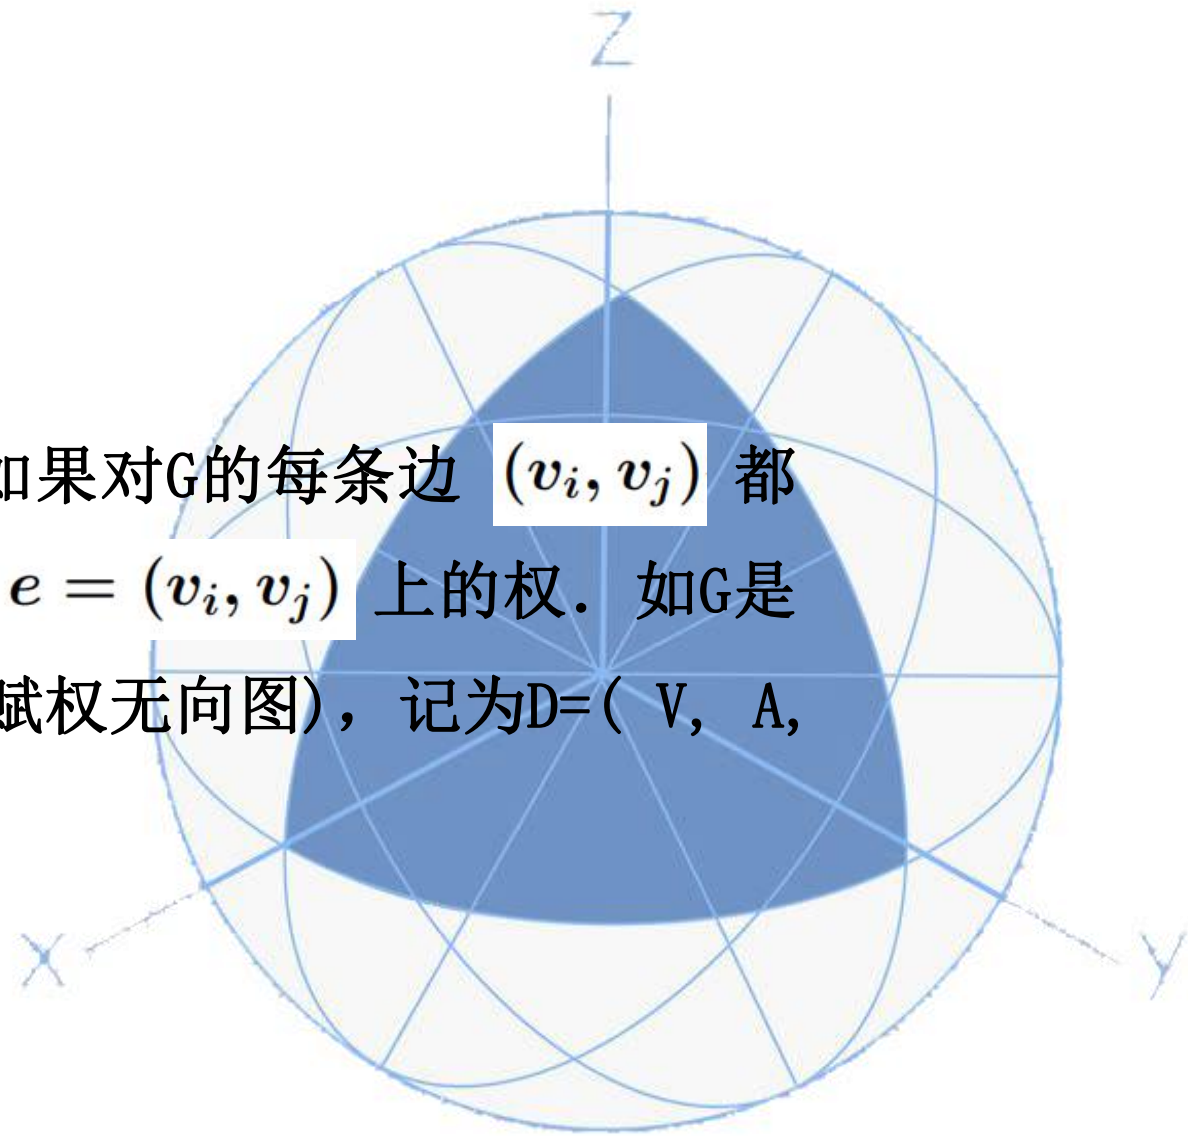 Z
如果对G的每条边 (v_i, v_j) 都
e = (v_i, v_j) 上的权. 如G是
赋权无向图), 记为D=( V, A,
X
Y